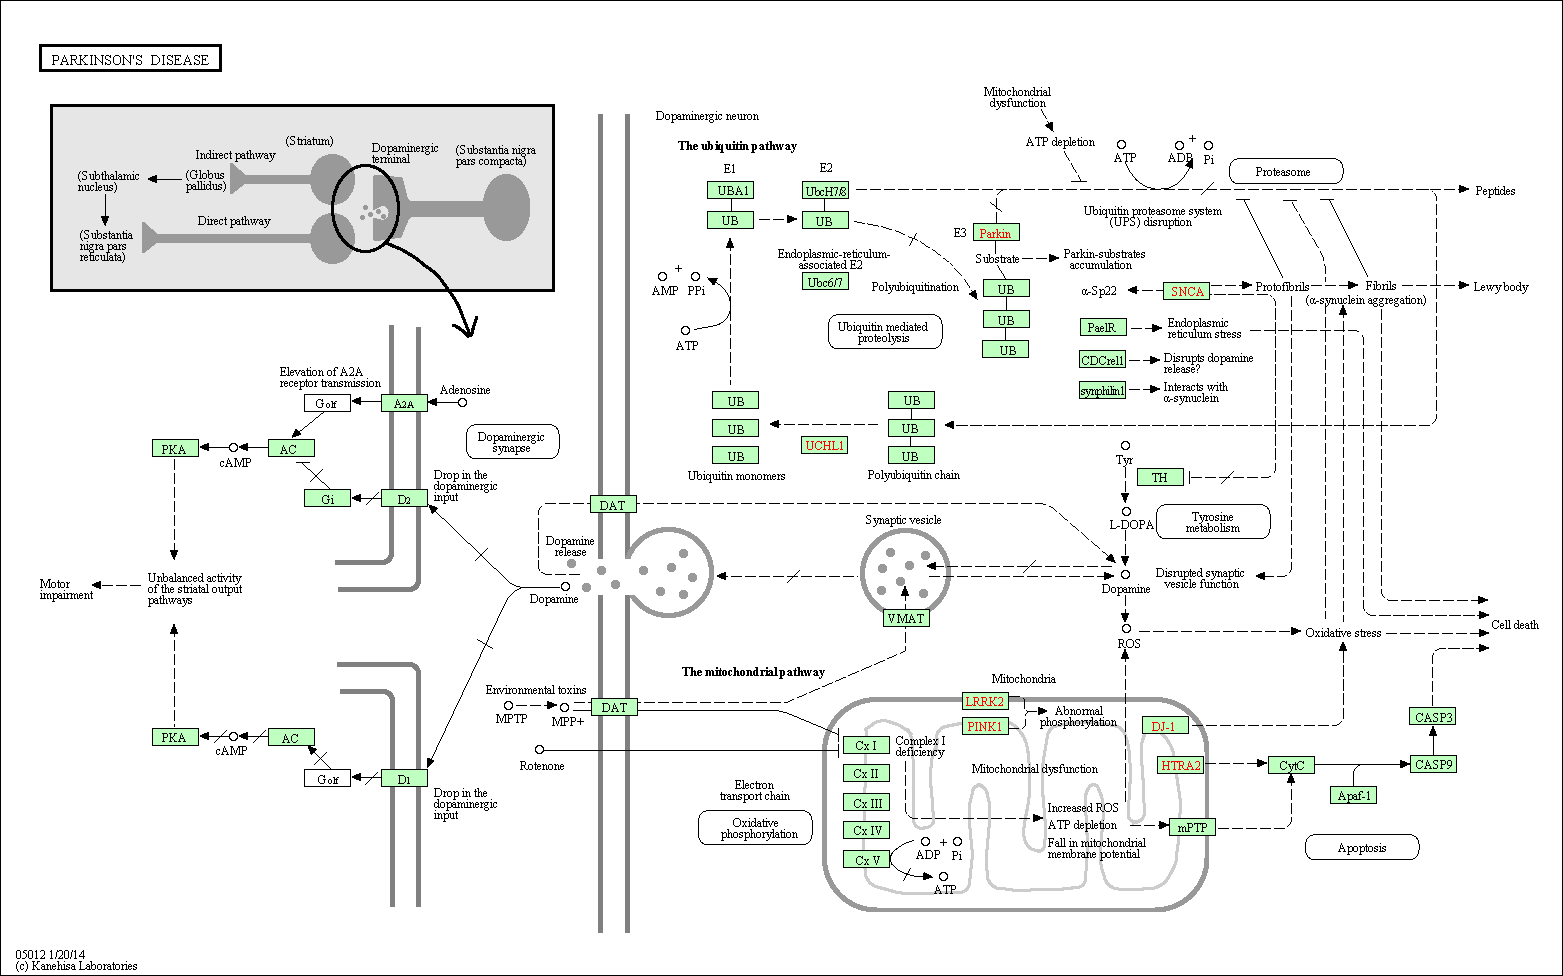 PARKINSON'S DISEASE
(Striatum)
Indirect pathway
Dopaminergic
terminal
(Substantia nigra
pars compacta)
(Subthalamic
nucleus)
(Globus
pallidus)
Direct pathway
(Substantia
nigra pars
reticulata)
Dopaminergic neuron
The ubiquitin pathway
E1
E2
UBA1
UbcH7/8
UB
UB
Mitochondrial
dysfunction
ATP depletion
ATP
ADP
+
Pi
Proteasome
Peptides
Ubiquitin proteasome system
(UPS) disruption
E3
Parkin
Substrate
Parkin-substrates
accumulation
Endoplasmic-reticulum-
associated E2
Ubc6/7
Polyubiquitination
UB
UB
UB
AMP
+
PPi
ATP
Ubiquitin mediated
proteolysis
α-Sp22
SNCA
Protofibrils
Fibrils
(α-synuclein aggregation)
Lewy body
PaelR
Endoplasmic
reticulum stress
CDCrel1
Disrupts dopamine
release?
synphilin1
Interacts with
α-synuclein
UB
UB
UB
Ubiquitin monomers
UCHL1
UB
UB
UB
Polyubiquitin chain
Elevation of A2A
receptor transmission
Golf
A2A
Adenosine
PKA
cAMP
AC
Dopaminergic
synapse
Gi
D2
Drop in the
dopaminergic
input
Tyr
TH
L-DOPA
Tyrosine
metabolism
DAT
Dopamine
release
Synaptic vesicle
Dopamine
VMAT
Dopamine
Disrupted synaptic
vesicle function
Motor
impairment
Unbalanced activity
of the striatal output
pathways
ROS
Oxidative stress
Cell death
The mitochondrial pathway
Environmental toxins
MPTP
MPP+
DAT
Rotenone
PKA
cAMP
AC
Golf
D1
Drop in the
dopaminergic
input
Mitochondria
LRRK2
PINK1
Abnormal
phosphorylation
DJ-1
HTRA2
CytC
CASP3
CASP9
Apaf-1
Cx I
Cx II
Cx III
Cx IV
Cx V
Complex I
deficiency
Mitochondrial dysfunction
Electron
transport chain
Oxidative
phosphorylation
Increased ROS
ATP depletion
Fall in mitochondrial
membrane potential
mPTP
ADP
+
Pi
ATP
Apoptosis
05012 1/20/14
(c) Kanehisa Laboratories